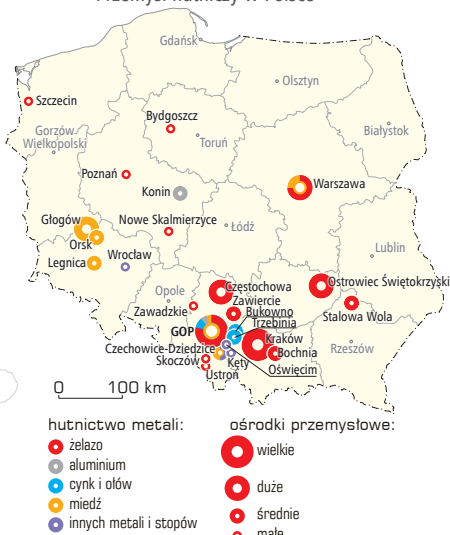 Przemysł hutniczy w Polsce
Gdańsk
Olsztyn
Szczecin
Bydgoszcz
Białystok
Gorzów
Wielkopolski
Toruń
Poznań
Konin
Warszawa
Głogów
Nowe Skalmierzyce
Łódź
Orsk
Wrocław
Legnica
Lublin
Opole
Częstochowa
Ostrowiec Świętokrzyski
Zawadzkie
Zawiercie
Bukowno
Stalowa Wola
Trzebinia
GOP
Kraków
Rzeszów
Czechowice-Dziedzice
Bochnia
Skoczów
Kęty
Oświęcim
Ustroń
0 100 km
hutnictwo metali:
żelazo
aluminium
cynk i ołów
miedź
innych metali i stopów
ośrodki przemysłowe:
wielkie
duże
średnie
małe